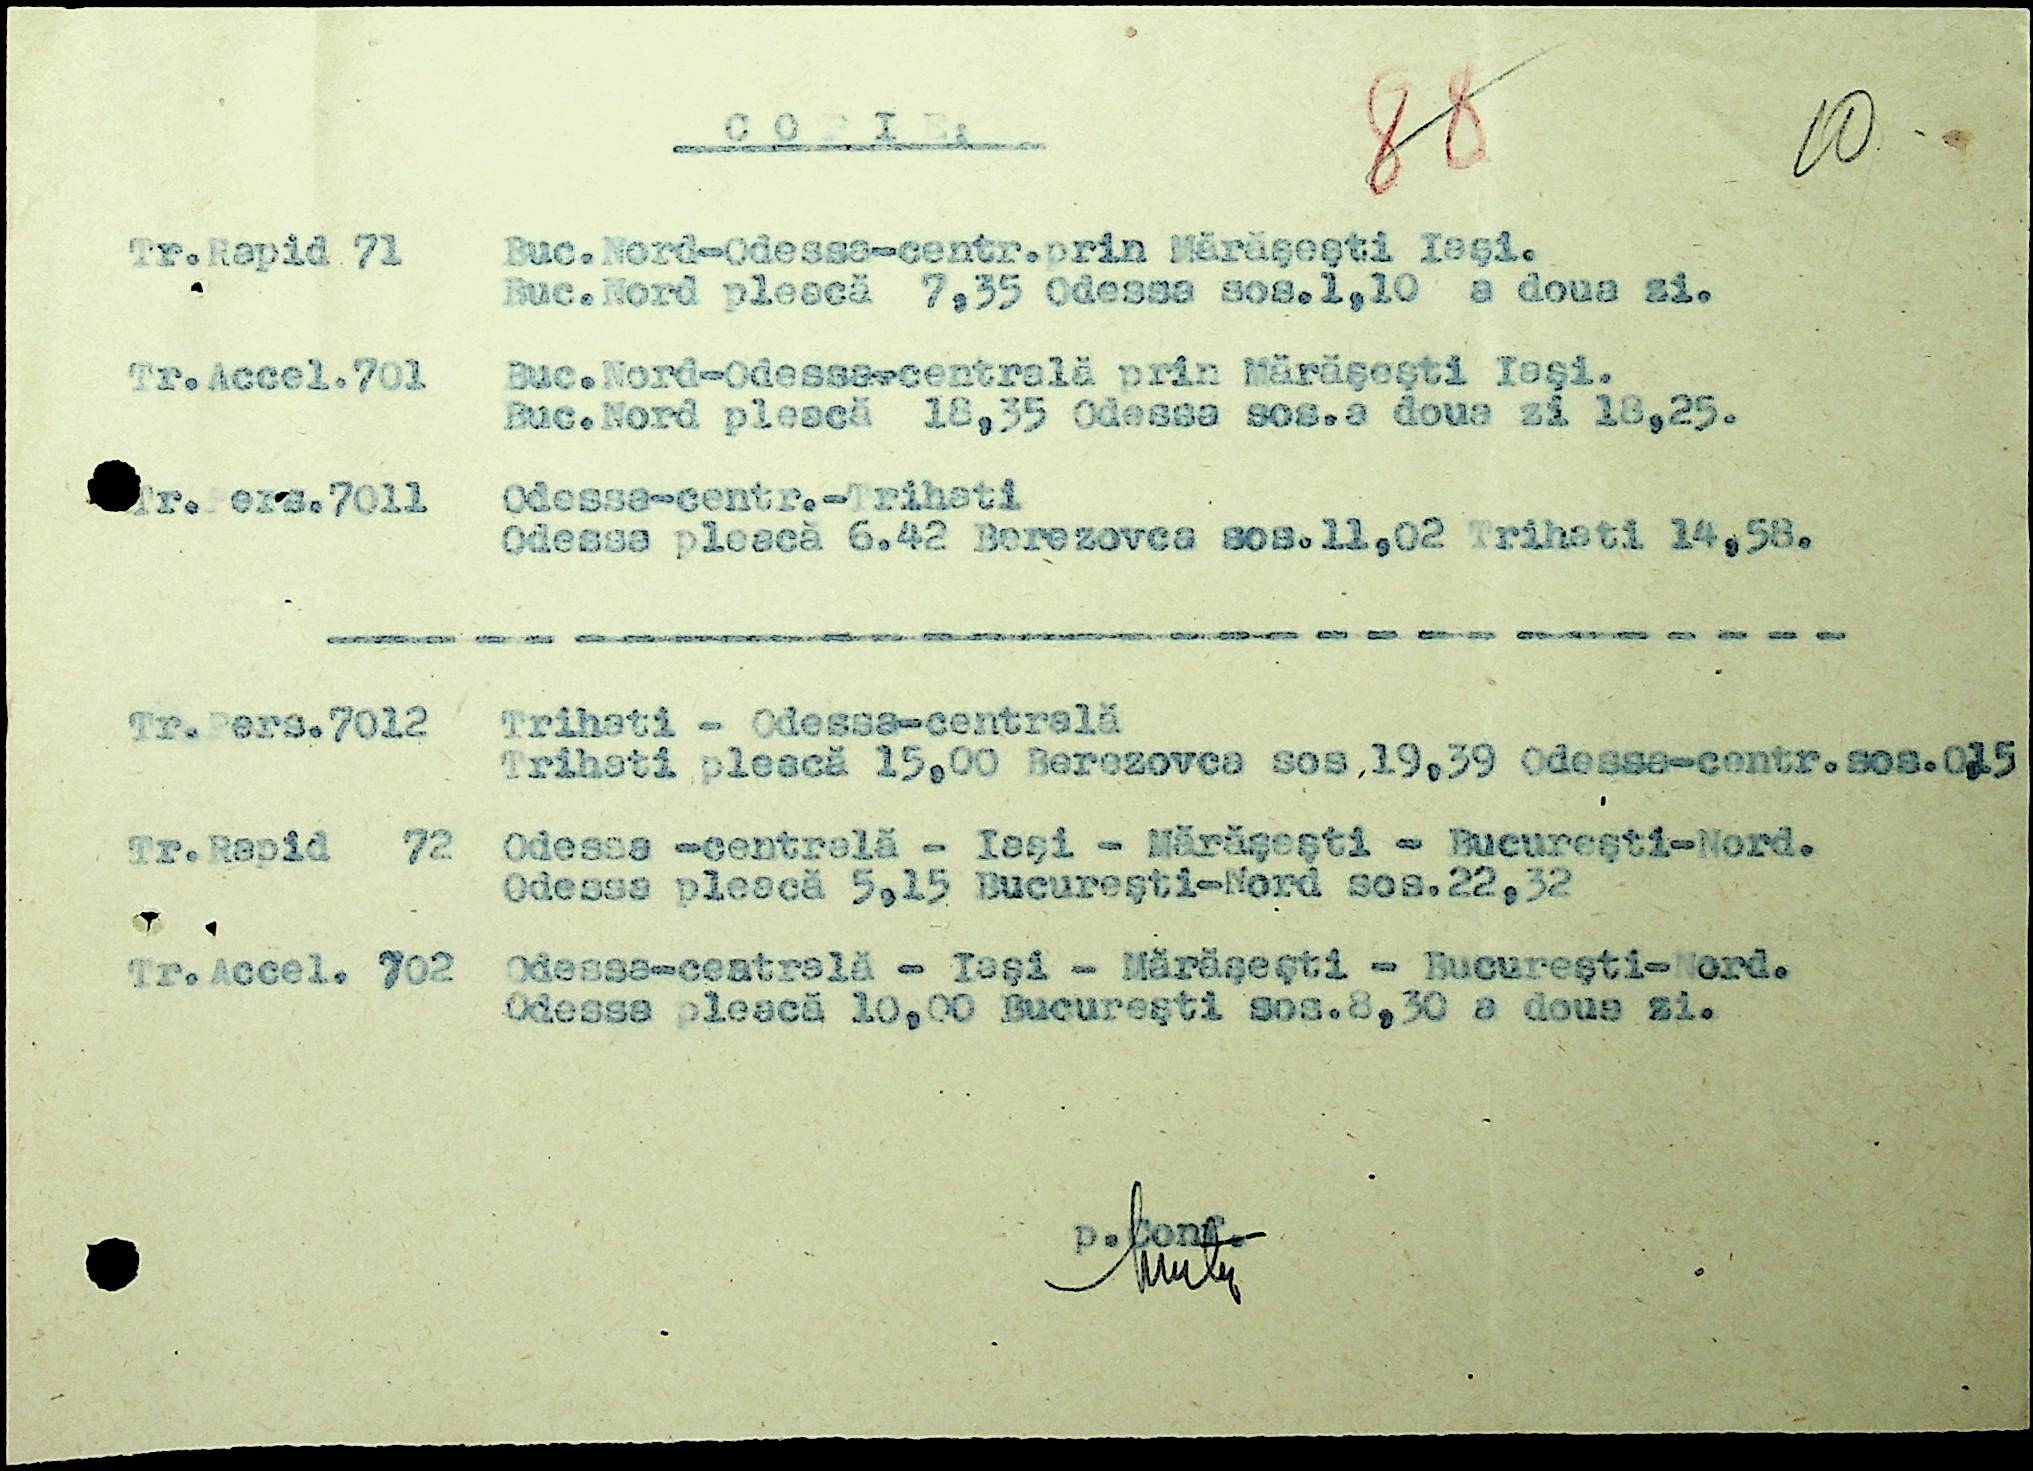 C O P I E;
88
10
Tr.Rapid 71 Buc.Nord-Odessa-centr.prin Mărăşeşti Iaşi.
Buc.Nord pleacă 7,35 Odessa sos.1,10 a doua zi.
Tr.Accel.701 Buc.Nord-Odessa-centrală prin Mărăşeşti Iaşi.
Buc.Nord pleacă 18,35 Odessa sos.a doua zi 18,25.
Tr.Pers.7011 Odessa-centr.-Trihati
Odessa pleacă 6.42 Berezovca sos.11,02 Trihati 14,58.
Tr.Pers.7012 Trihati - Odessa-centrală
Trihati pleacă 15,00 Berezovca sos,19,39 Odessa-centr.sos.0,15
Tr.Rapid 72 Odessa -centrală - Iaşi - Mărăşeşti - Bucureşti-Nord.
Odessa pleacă 5,15 Bucureşti-Nord sos.22,32
Tr.Accel. 702 Odessa-centrală - Iaşi - Mărăşeşti - Bucureşti-Nord.
Odessa pleacă 10,00 Bucureşti sos.8,30 a doua zi.
p.Conf.